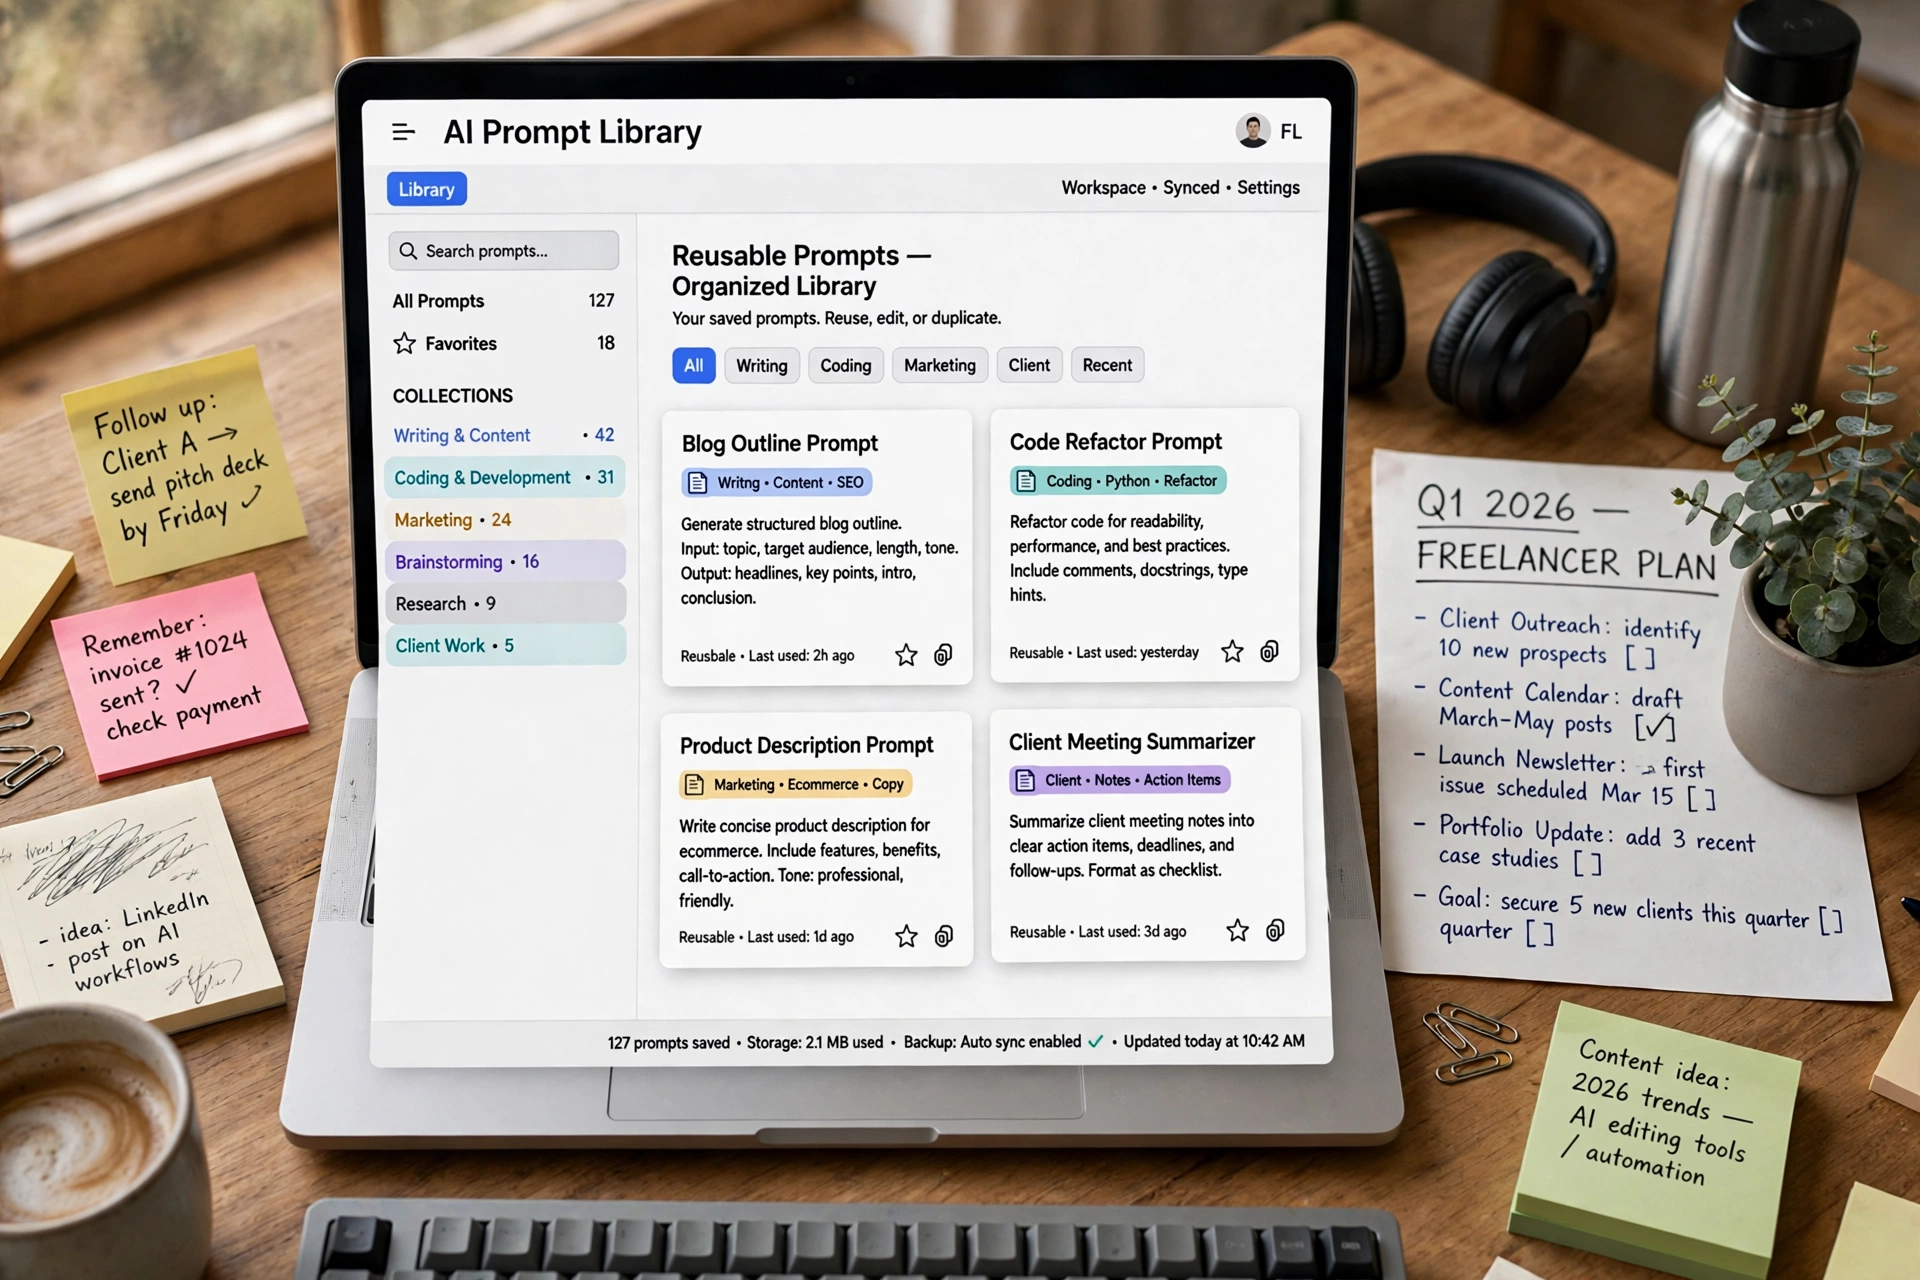 AI Prompt Library
FL
Library
Workspace • Synced • Settings
Search prompts...
All Prompts 127
Favorites 18
COLLECTIONS
Writing & Content • 42
Coding & Development • 31
Marketing • 24
Brainstorming • 16
Research • 9
Client Work • 5
Reusable Prompts —
Organized Library
Your saved prompts. Reuse, edit, or duplicate.
All Writing Coding Marketing Client Recent
Blog Outline Prompt
Writng • Content • SEO
Generate structured blog outline.
Input: topic, target audience, length, tone.
Output: headlines, key points, intro,
conclusion.
Reusbale • Last used: 2h ago
Code Refactor Prompt
Coding • Python • Refactor
Refactor code for readability,
performance, and best practices.
Include comments, docstrings, type
hints.
Reusable • Last used: yesterday
Product Description Prompt
Marketing • Ecommerce • Copy
Write concise product description for
ecommerce. Include features, benefits,
call-to-action. Tone: professional,
friendly.
Reusable • Last used: 1d ago
Client Meeting Summarizer
Client • Notes • Action Items
Summarize client meeting notes into
clear action items, deadlines, and
follow-ups. Format as checklist.
Reusable • Last used: 3d ago
127 prompts saved • Storage: 2.1 MB used • Backup: Auto sync enabled ✓ • Updated today at 10:42 AM
Follow up:
Client A →
send pitch deck
by Friday ✓
Remember:
invoice #1024
sent? ✓
check payment
- idea: LinkedIn
- post on AI
workflows
Q1 2026 —
FREELANCER PLAN
- Client Outreach: identify
10 new prospects [ ]
- Content Calendar: draft
March-May posts [✓]
- Launch Newsletter: first
issue scheduled Mar 15 [ ]
- Portfolio Update: add 3 recent
case studies [ ]
- Goal: secure 5 new clients this quarter [ ]
quarter [ ]
Content idea:
2026 trends —
AI editing tools
/ automation